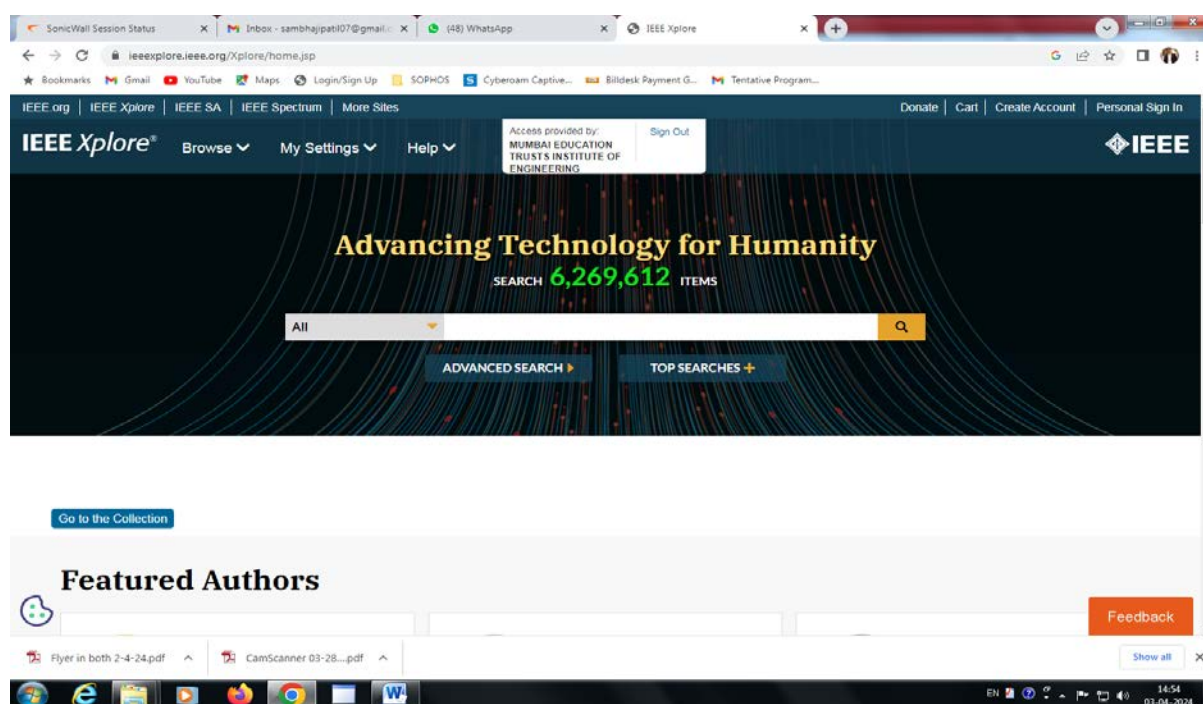 SonicWall Session Status
Inbox - sambhajipatil07@gmail.c
(48) WhatsApp
IEEE Xplore
ieeexplore.ieee.org/Xplore/home.jsp
Bookmarks Gmail YouTube Maps Login/Sign Up SOPHOS Cyberoam Captive... Billdesk Payment G... Tentative Program...
IEEE.org | IEEE Xplore | IEEE SA | IEEE Spectrum | More Sites
Donate | Cart | Create Account | Personal Sign In
IEEE Xplore®
Browse My Settings Help
Access provided by:
MUMBAI EDUCATION
TRUSTS INSTITUTE OF
ENGINEERING
Sign Out
IEEE
Advancing Technology for Humanity
SEARCH 6,269,612 ITEMS
All
ADVANCED SEARCH
TOP SEARCHES +
Go to the Collection
Featured Authors
Feedback
Flyer in both 2-4-24.pdf
CamScanner 03-28....pdf
Show all
EN
14:54
03-04-2024